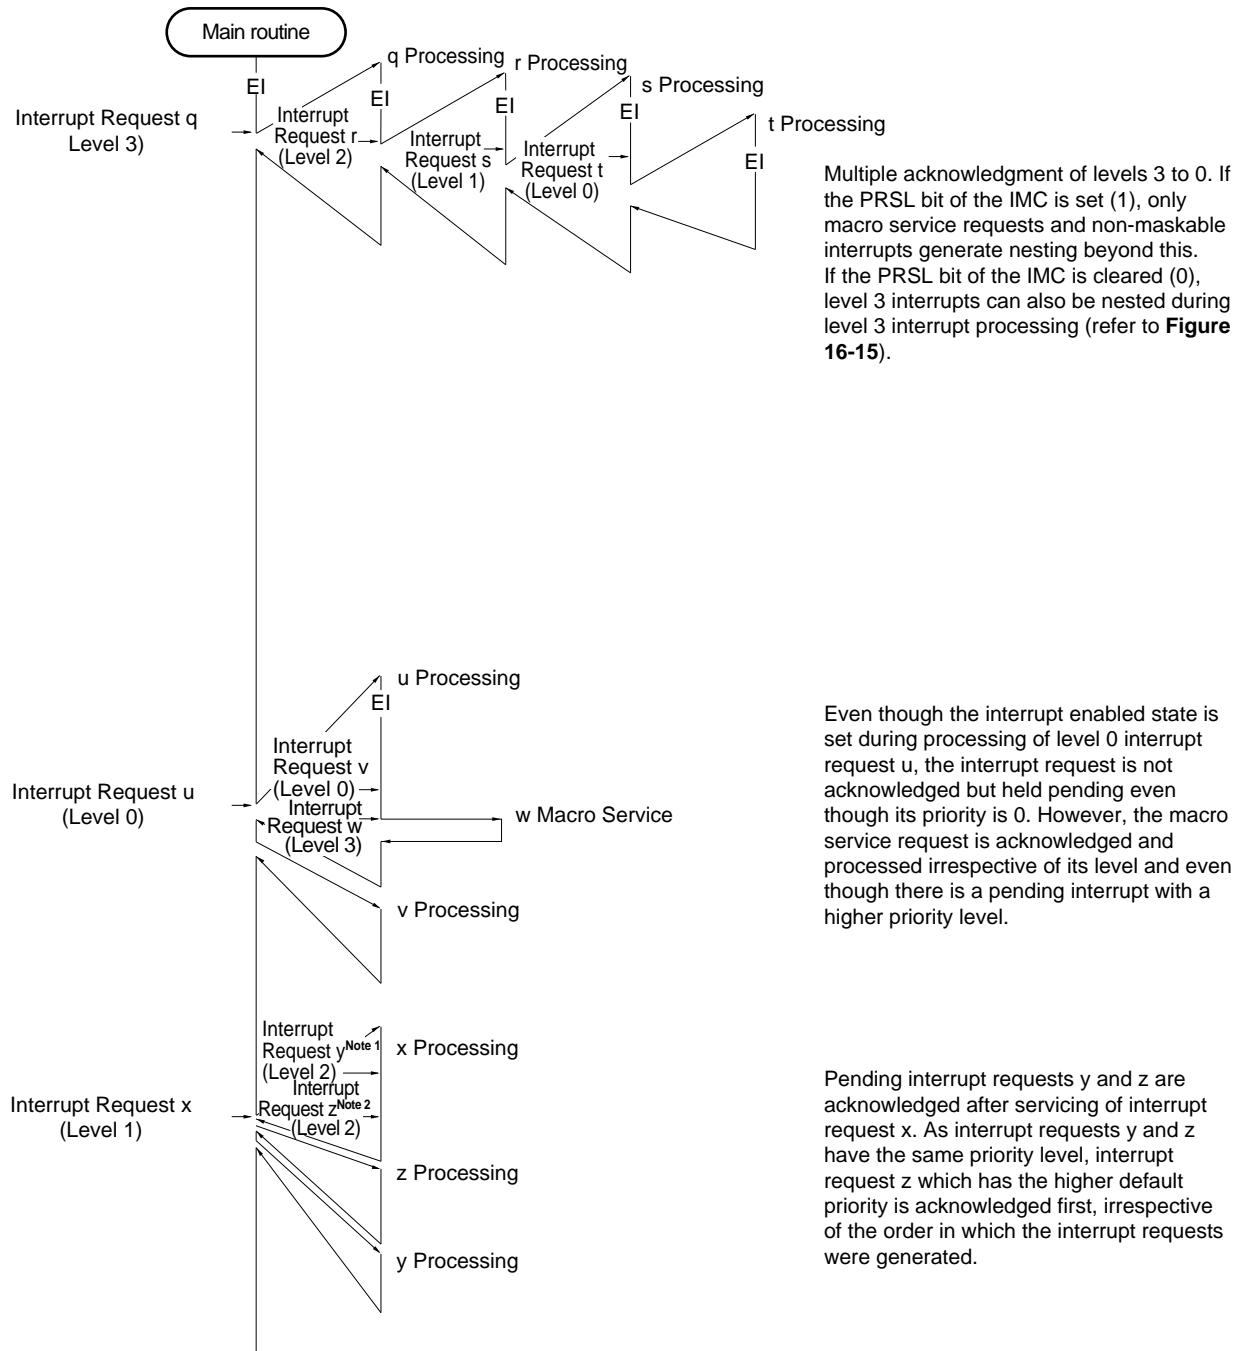 Main routine
EI
q Processing
r Processing
s Processing
t Processing
EI
EI
EI
EI
Interrupt Request q
Level 3)
Interrupt
Request r
(Level 2)
Interrupt
Request s
(Level 1)
Interrupt
Request t
(Level 0)
Multiple acknowledgment of levels 3 to 0. If
the PRSL bit of the IMC is set (1), only
macro service requests and non-maskable
interrupts generate nesting beyond this.
If the PRSL bit of the IMC is cleared (0),
level 3 interrupts can also be nested during
level 3 interrupt processing (refer to Figure
16-15).
u Processing
EI
Interrupt Request u
(Level 0)
Interrupt
Request v
(Level 0)
Interrupt
Request w
(Level 3)
w Macro Service
v Processing
Even though the interrupt enabled state is
set during processing of level 0 interrupt
request u, the interrupt request is not
acknowledged but held pending even
though its priority is 0. However, the macro
service request is acknowledged and
processed irrespective of its level and even
though there is a pending interrupt with a
higher priority level.
Interrupt Request x
(Level 1)
Interrupt
Request y Note 1
(Level 2)
Interrupt
Request z Note 2
(Level 2)
x Processing
z Processing
y Processing
Pending interrupt requests y and z are
acknowledged after servicing of interrupt
request x. As interrupt requests y and z
have the same priority level, interrupt
request z which has the higher default
priority is acknowledged first, irrespective
of the order in which the interrupt requests
were generated.